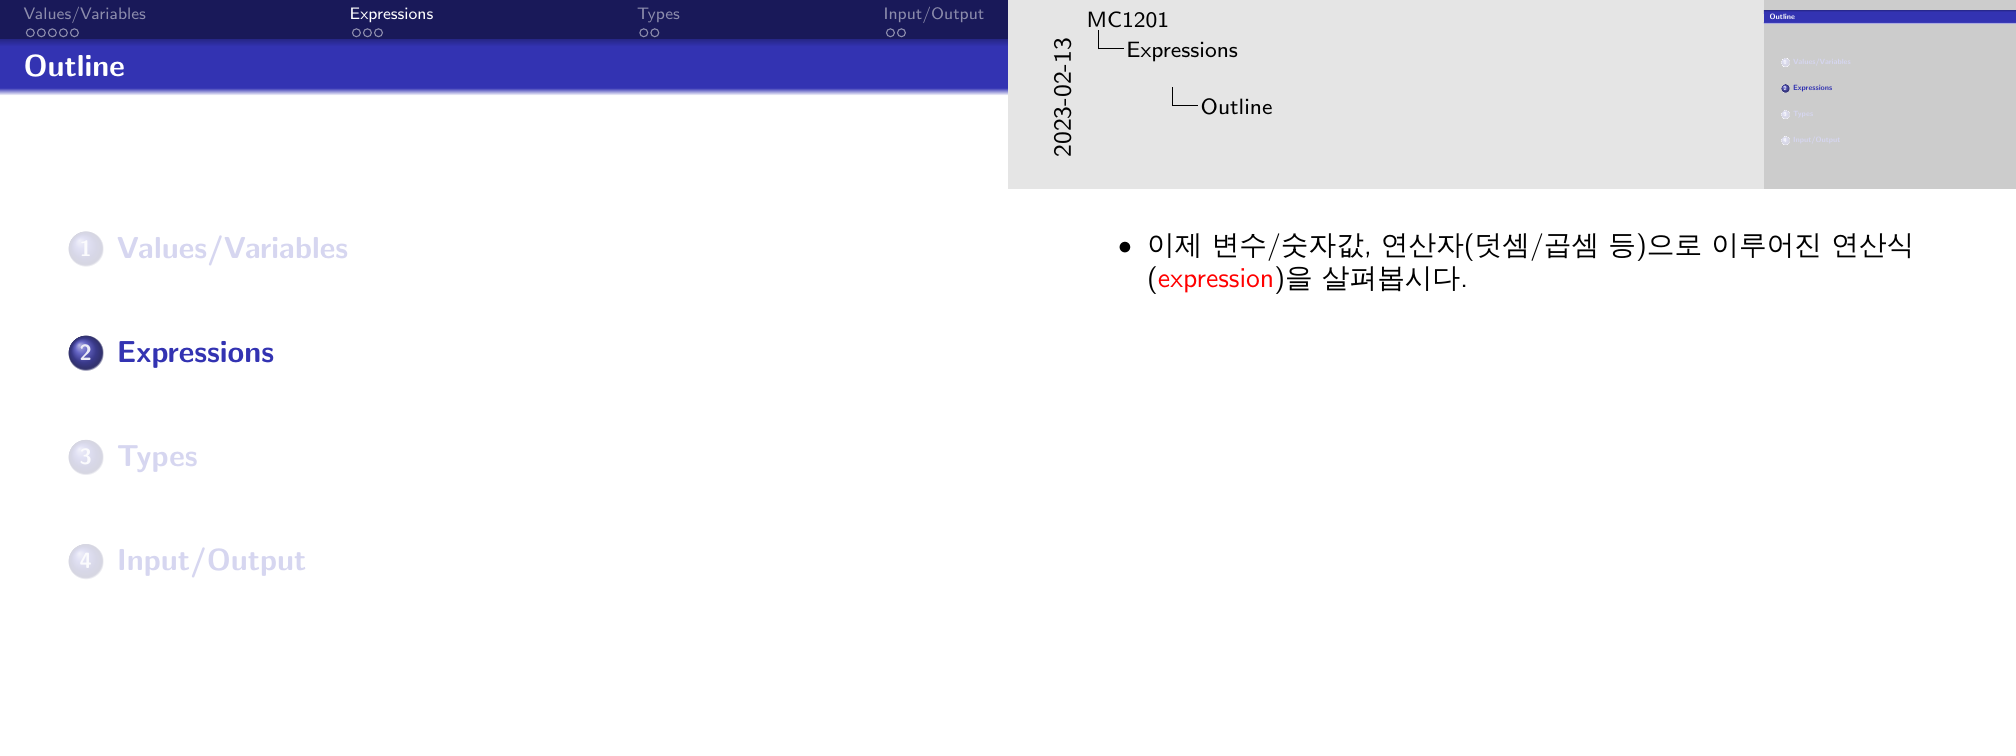 Values/Variables
Expressions
Types
Input/Output
Outline
1 Values/Variables
2 Expressions
3 Types
4 Input/Output
2023-02-13
MC1201
Expressions
Outline
Outline
Values/Variables
Expressions
Types
Input/Output
• 이제 변수/숫자값, 연산자(덧셈/곱셈 등)으로 이루어진 연산식
(expression)을 살펴봅시다.